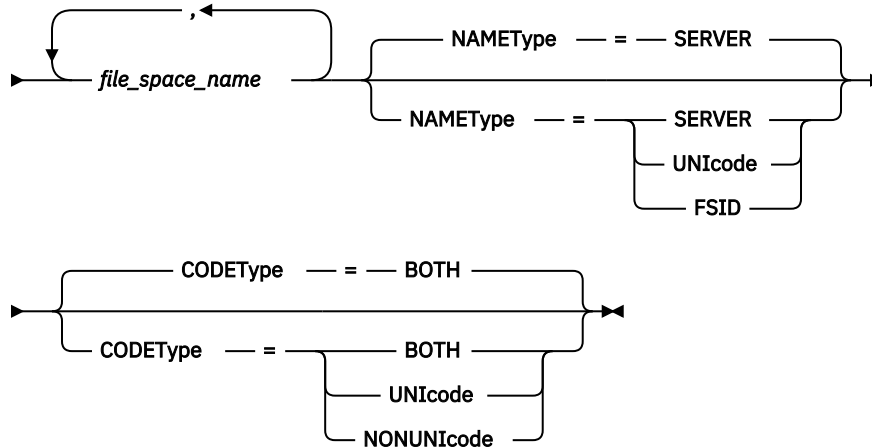 ,
NAMEType = SERVER
file_space_name
NAMEType = SERVER
UNIcode
FSID
CODEType = BOTH
CODEType = BOTH
UNIcode
NONUNIcode